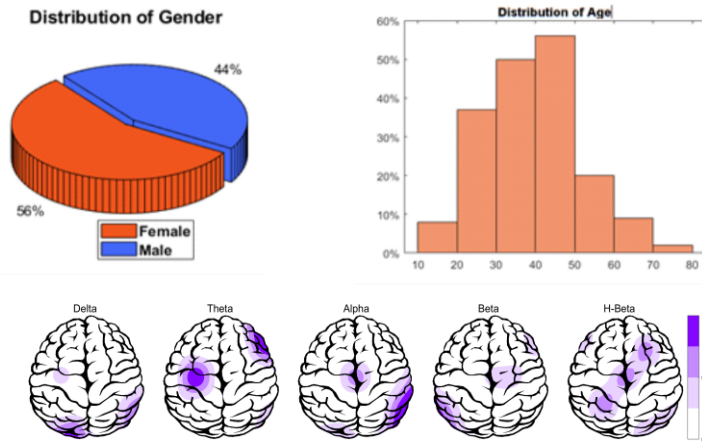 Distribution of Gender
44%
56%
Female
Male
Distribution of Age
60%
50%
40%
30%
20%
10%
0%
10 20 30 40 50 60 70 80
Delta Theta Alpha Beta H-Beta